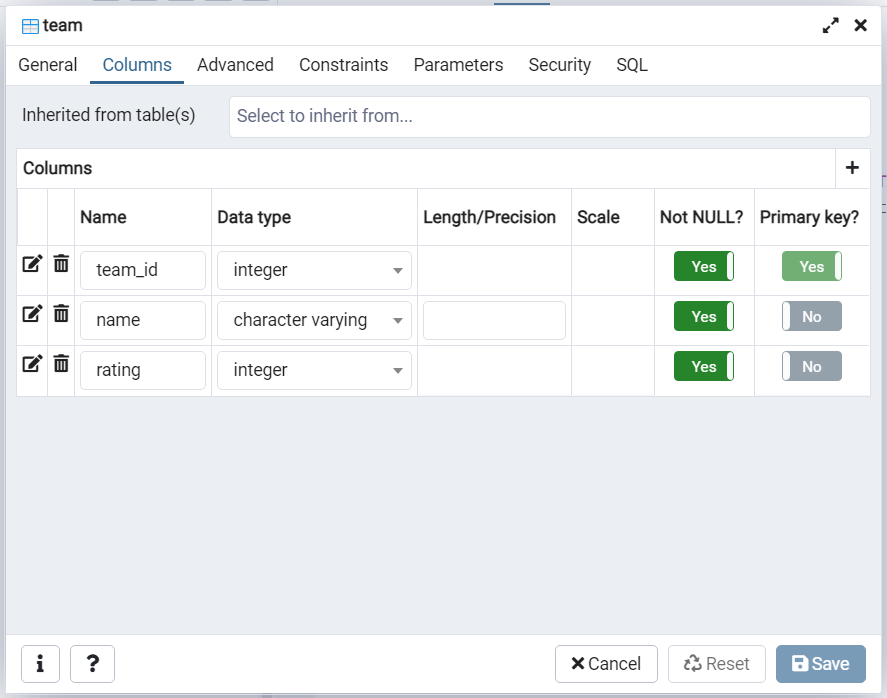 team
General Columns Advanced Constraints Parameters Security SQL
Inherited from table(s) Select to inherit from...
Columns
Name Data type Length/Precision Scale Not NULL? Primary key?
team_id integer Yes Yes
name character varying Yes No
rating integer Yes No
i ? Cancel Reset Save